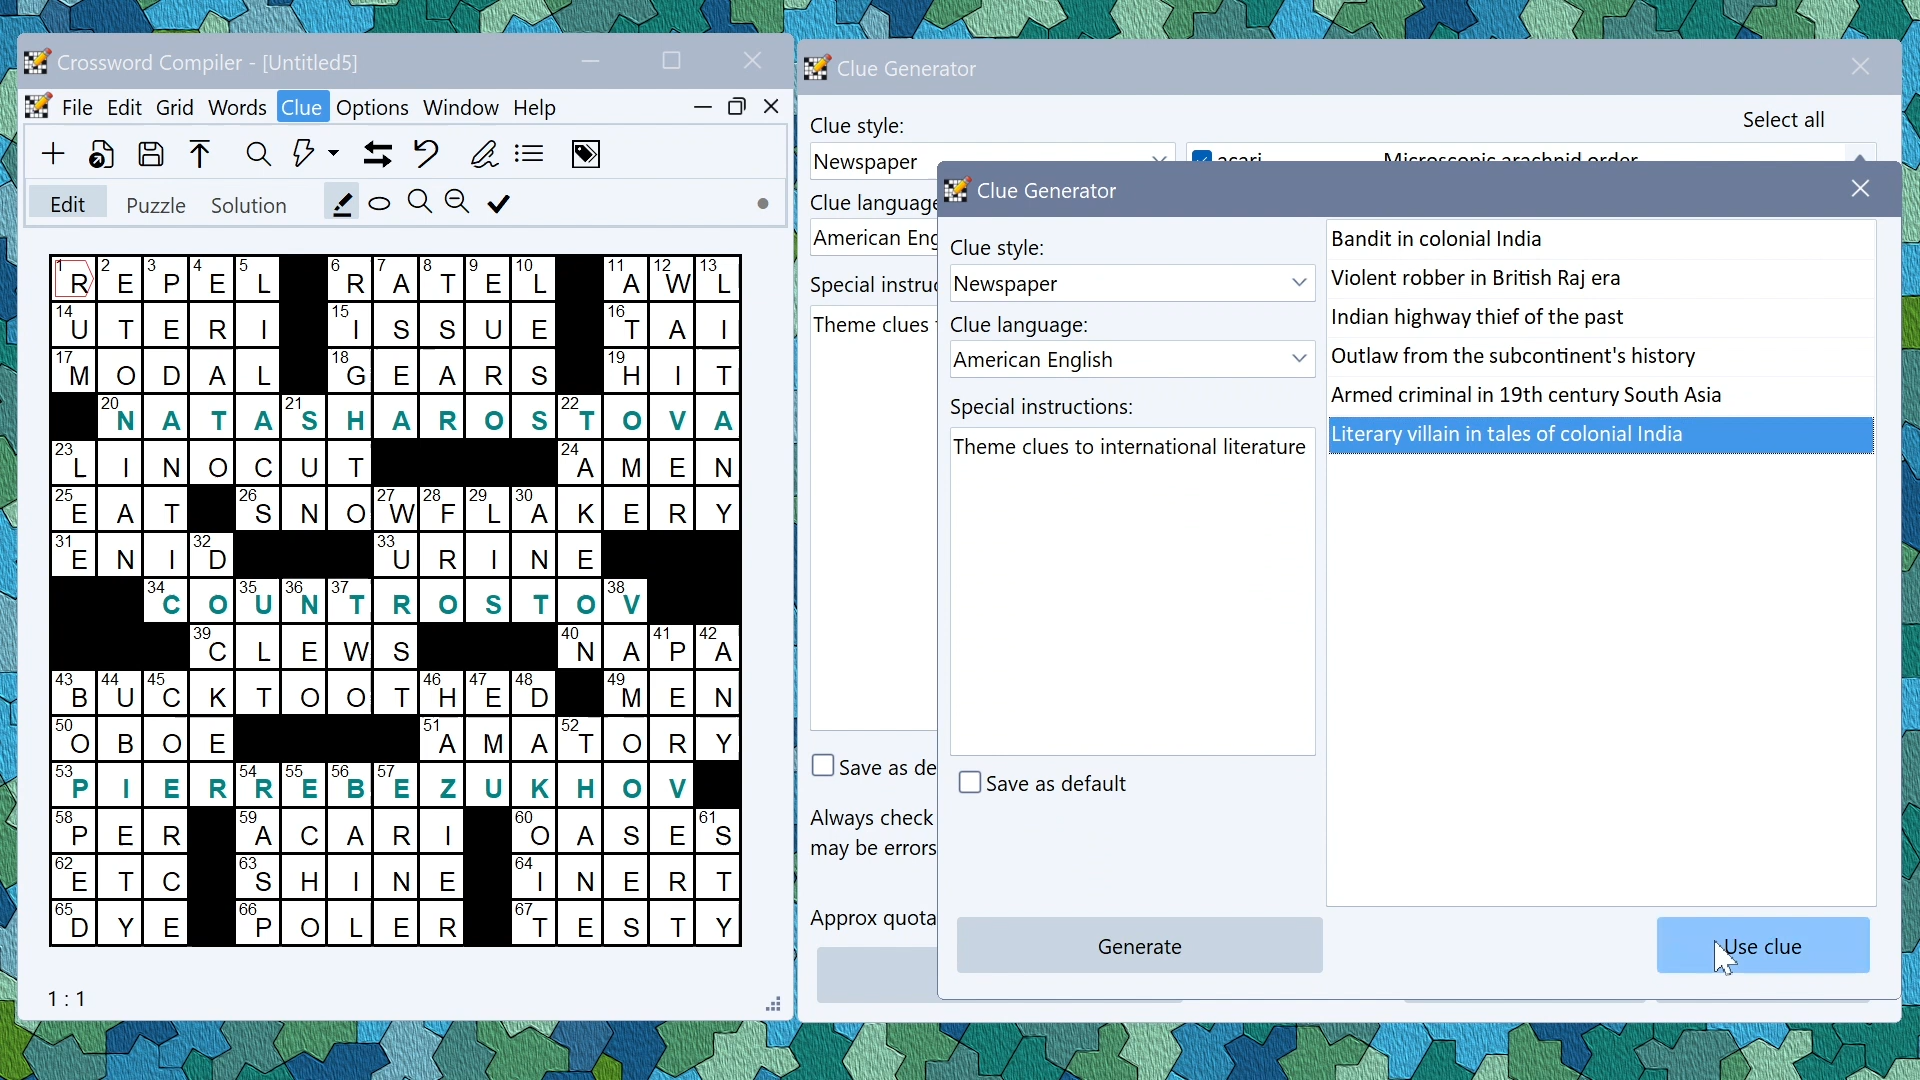 Crossword Compiler - [Untitled5]
File Edit Grid Words Clue Options Window Help
Edit Puzzle Solution
1 R 2 E 3 P 4 E 5 L 6 R 7 A 8 T 9 E 10 L 11 A 12 W 13 L
14 U T E R I 15 I S S U E 16 T A I
17 M O D A L 18 G E A R S 19 H I T
20 N A T A 21 S H A R O S 22 T O V A
23 L I N O C U T 24 A M E N
25 E A T 26 S N O 27 W 28 F 29 L 30 A K E R Y
31 E N I 32 D 33 U R I N E
34 C O 35 U 36 N 37 T R O S T O 38 V
39 C L E W S 40 N A 41 P 42 A
43 B 44 U 45 C K T O O T 46 H 47 E 48 D 49 M E N
50 O B O E 51 A M A 52 T O R Y
53 P I E R 54 R 55 E 56 B 57 E Z U K H O V
58 P E R 59 A C A R I 60 O A S E 61 S
62 E T C 63 S H I N E 64 I N E R T
65 D Y E 66 P O L E R 67 T E S T Y
1 : 1
Clue Generator
Clue style:
Select all
Newspaper
acari Microscopic arachnid order
Clue language
American Eng
Special instru
Theme clues
Save as de
Always check
may be errors
Approx quota
Clue Generator
Clue style:
Newspaper
Clue language:
American English
Special instructions:
Theme clues to international literature
Save as default
Generate
Bandit in colonial India
Violent robber in British Raj era
Indian highway thief of the past
Outlaw from the subcontinent's history
Armed criminal in 19th century South Asia
Literary villain in tales of colonial India
Use clue